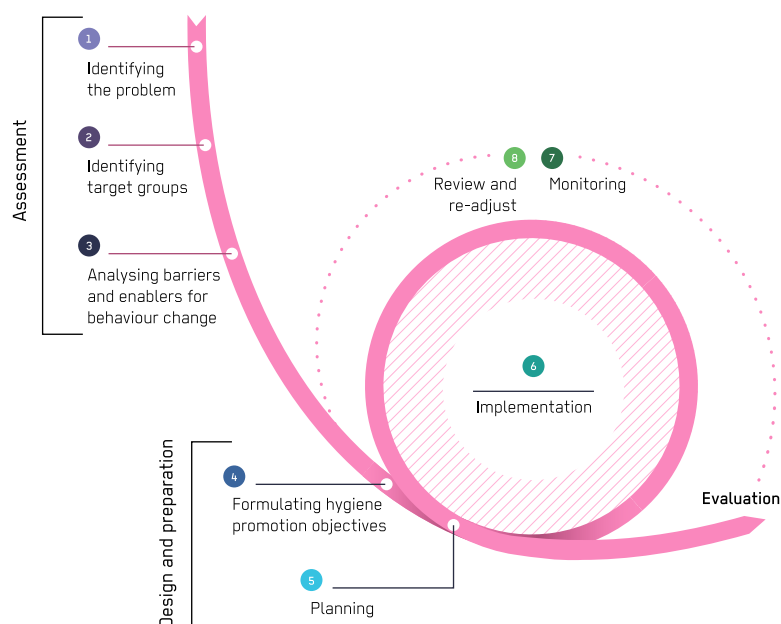 Assessment
1
Identifying
the problem
2
Identifying
target groups
3
Analysing barriers
and enablers for
behaviour change
Design and preparation
4
Formulating hygiene
promotion objectives
5
Planning
6
Implementation
7
Monitoring
8
Review and
re-adjust
Evaluation